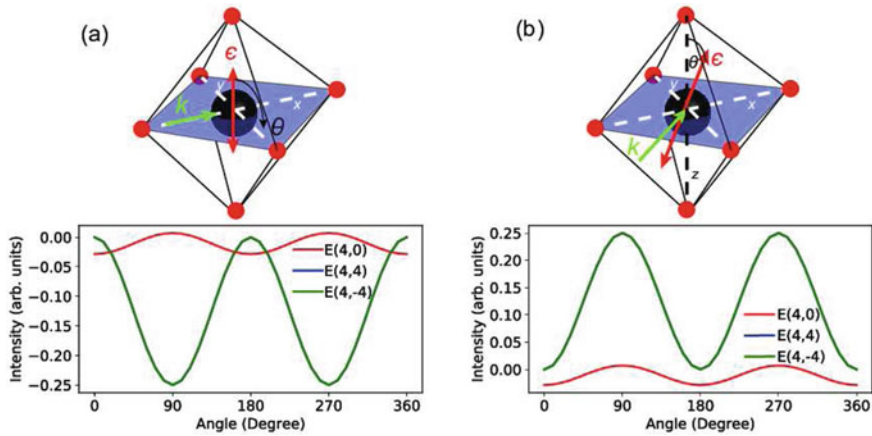 (a)
ε
y
x
k
θ
(b)
θ
ε
y
x
k
z
0.00
−0.05
−0.10
−0.15
−0.20
−0.25
Intensity (arb. units)
E(4,0)
E(4,4)
E(4,-4)
0 90 180 270 360
Angle (Degree)
0.25
0.20
0.15
0.10
0.05
0.00
Intensity (arb. units)
E(4,0)
E(4,4)
E(4,-4)
0 90 180 270 360
Angle (Degree)